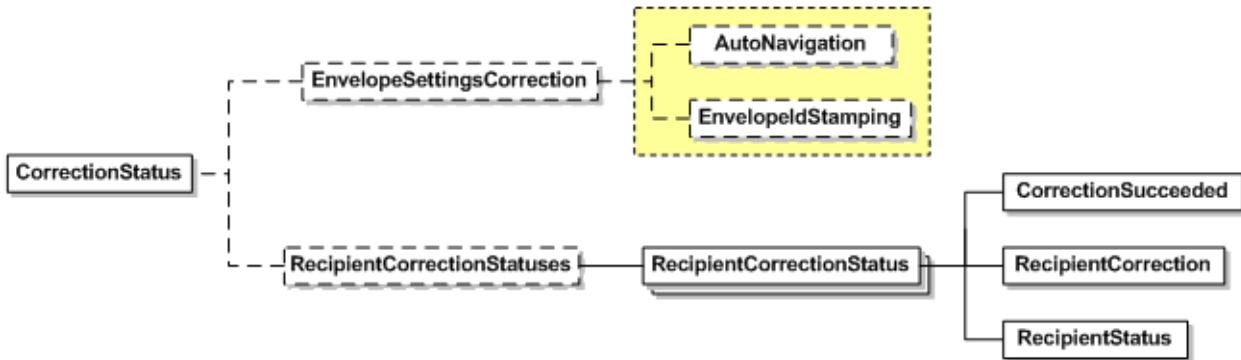 AutoNavigation
EnvelopeSettingsCorrection
EnvelopeIdStamping
CorrectionStatus
CorrectionSucceeded
RecipientCorrectionStatuses
RecipientCorrectionStatus
RecipientCorrection
RecipientStatus